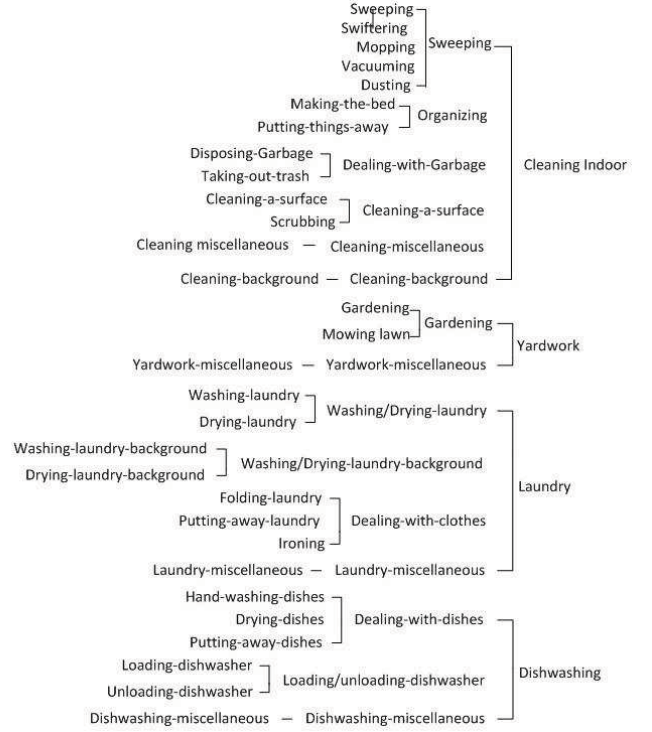 Sweeping
Swiftering
Mopping
Sweeping
Vacuuming
Dusting
Making-the-bed
Organizing
Putting-things-away
Disposing-Garbage
Dealing-with-Garbage
Cleaning Indoor
Taking-out-trash
Cleaning-a-surface
Cleaning-a-surface
Scrubbing
Cleaning miscellaneous — Cleaning-miscellaneous
Cleaning-background — Cleaning-background
Gardening
Gardening
Mowing lawn
Yardwork
Yardwork-miscellaneous — Yardwork-miscellaneous
Washing-laundry
Washing/Drying-laundry
Drying-laundry
Washing-laundry-background
Washing/Drying-laundry-background
Drying-laundry-background
Laundry
Folding-laundry
Putting-away-laundry Dealing-with-clothes
Ironing
Laundry-miscellaneous — Laundry-miscellaneous
Hand-washing-dishes
Drying-dishes Dealing-with-dishes
Putting-away-dishes
Loading-dishwasher
Loading/unloading-dishwasher Dishwashing
Unloading-dishwasher
Dishwashing-miscellaneous — Dishwashing-miscellaneous